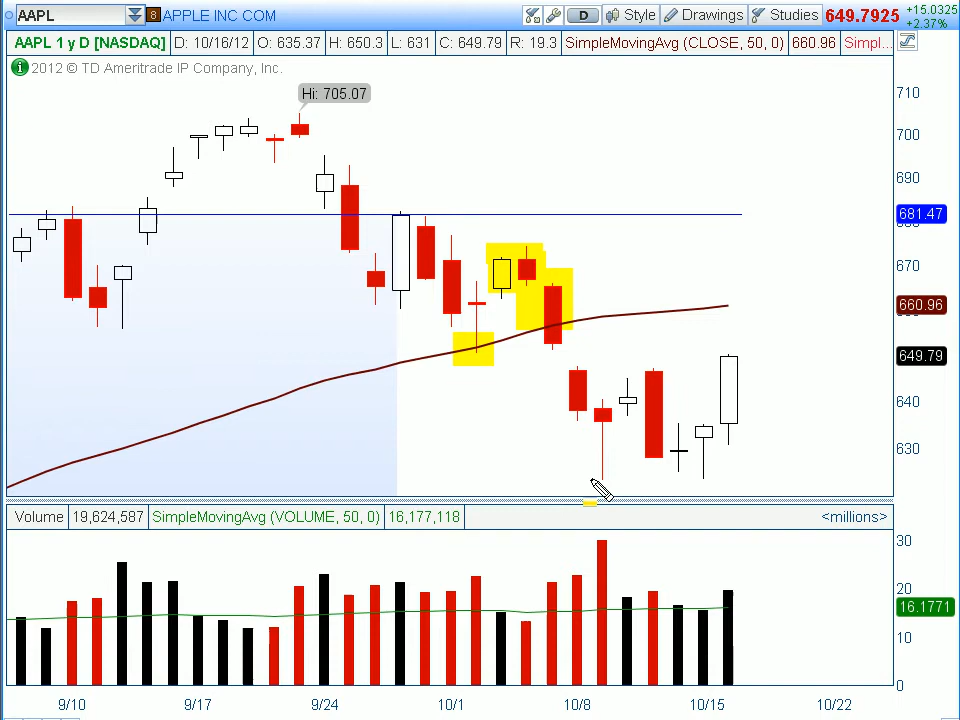 AAPL 8 APPLE INC COM D Style Drawings Studies 649.7925 +15.0325
+2.37%
AAPL 1 y D [NASDAQ] D: 10/16/12 O: 635.37 H: 650.3 L: 631 C: 649.79 R: 19.3 SimpleMovingAvg (CLOSE, 50, 0) 660.96 Simpl...
i 2012 © TD Ameritrade IP Company, Inc.
Hi: 705.07
710
700
690
681.47
670
660.96
649.79
640
630
Volume 19,624,587 SimpleMovingAvg (VOLUME, 50, 0) 16,177,118 <millions>
30
20
16.1771
10
0
9/10 9/17 9/24 10/1 10/8 10/15 10/22